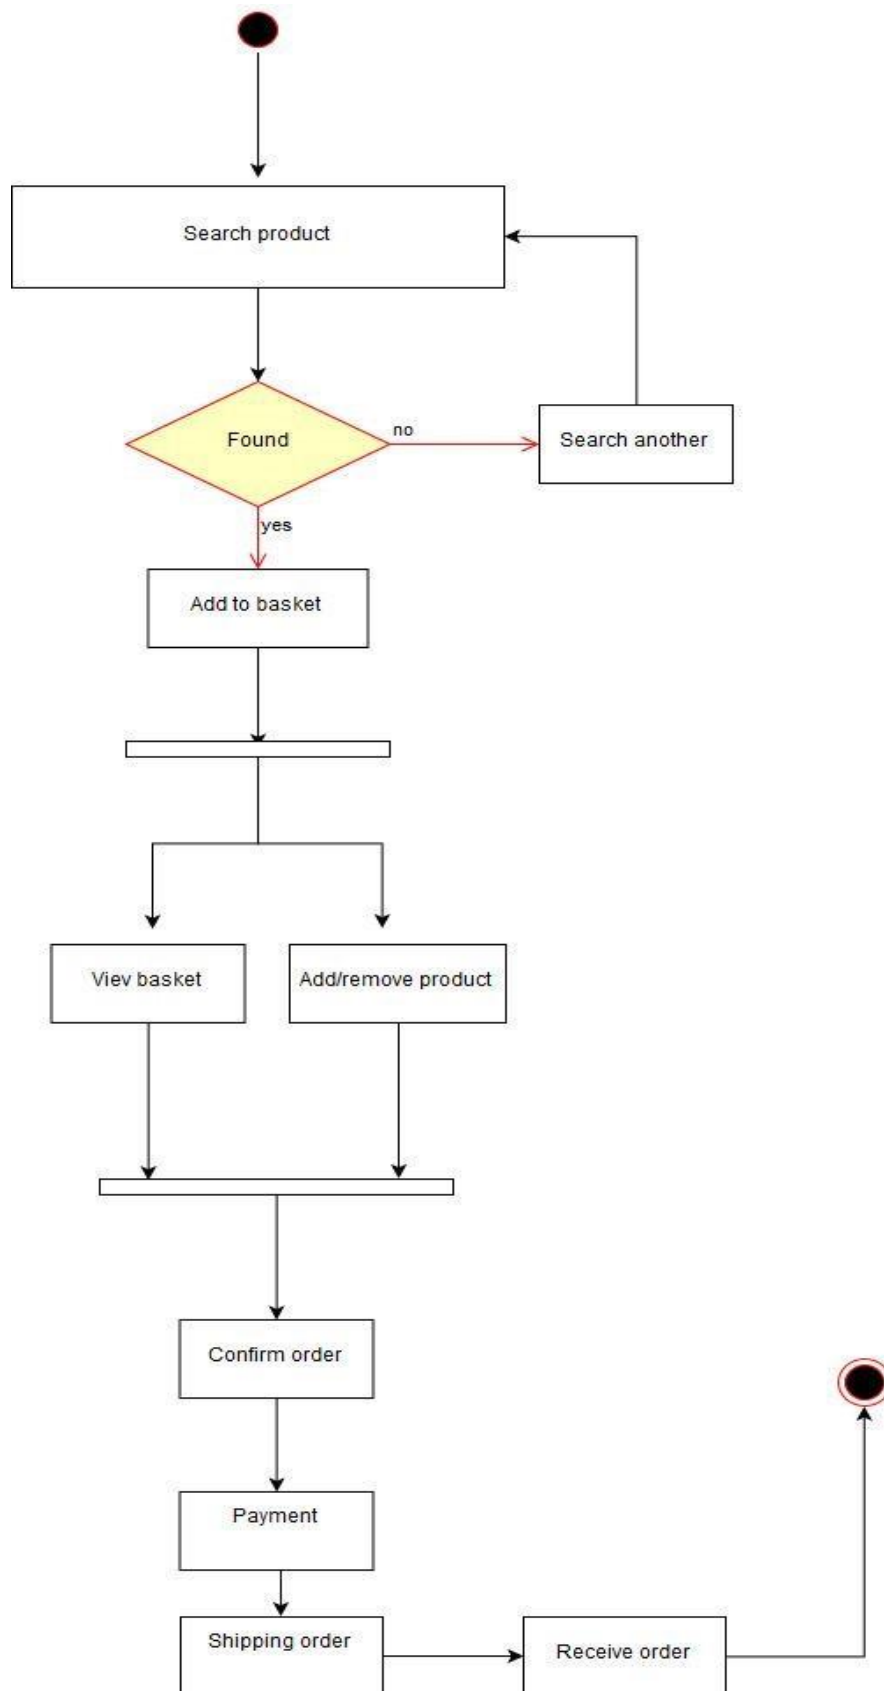 Search product
Found
no
Search another
yes
Add to basket
Viev basket
Add/remove product
Confirm order
Payment
Shipping order
Receive order